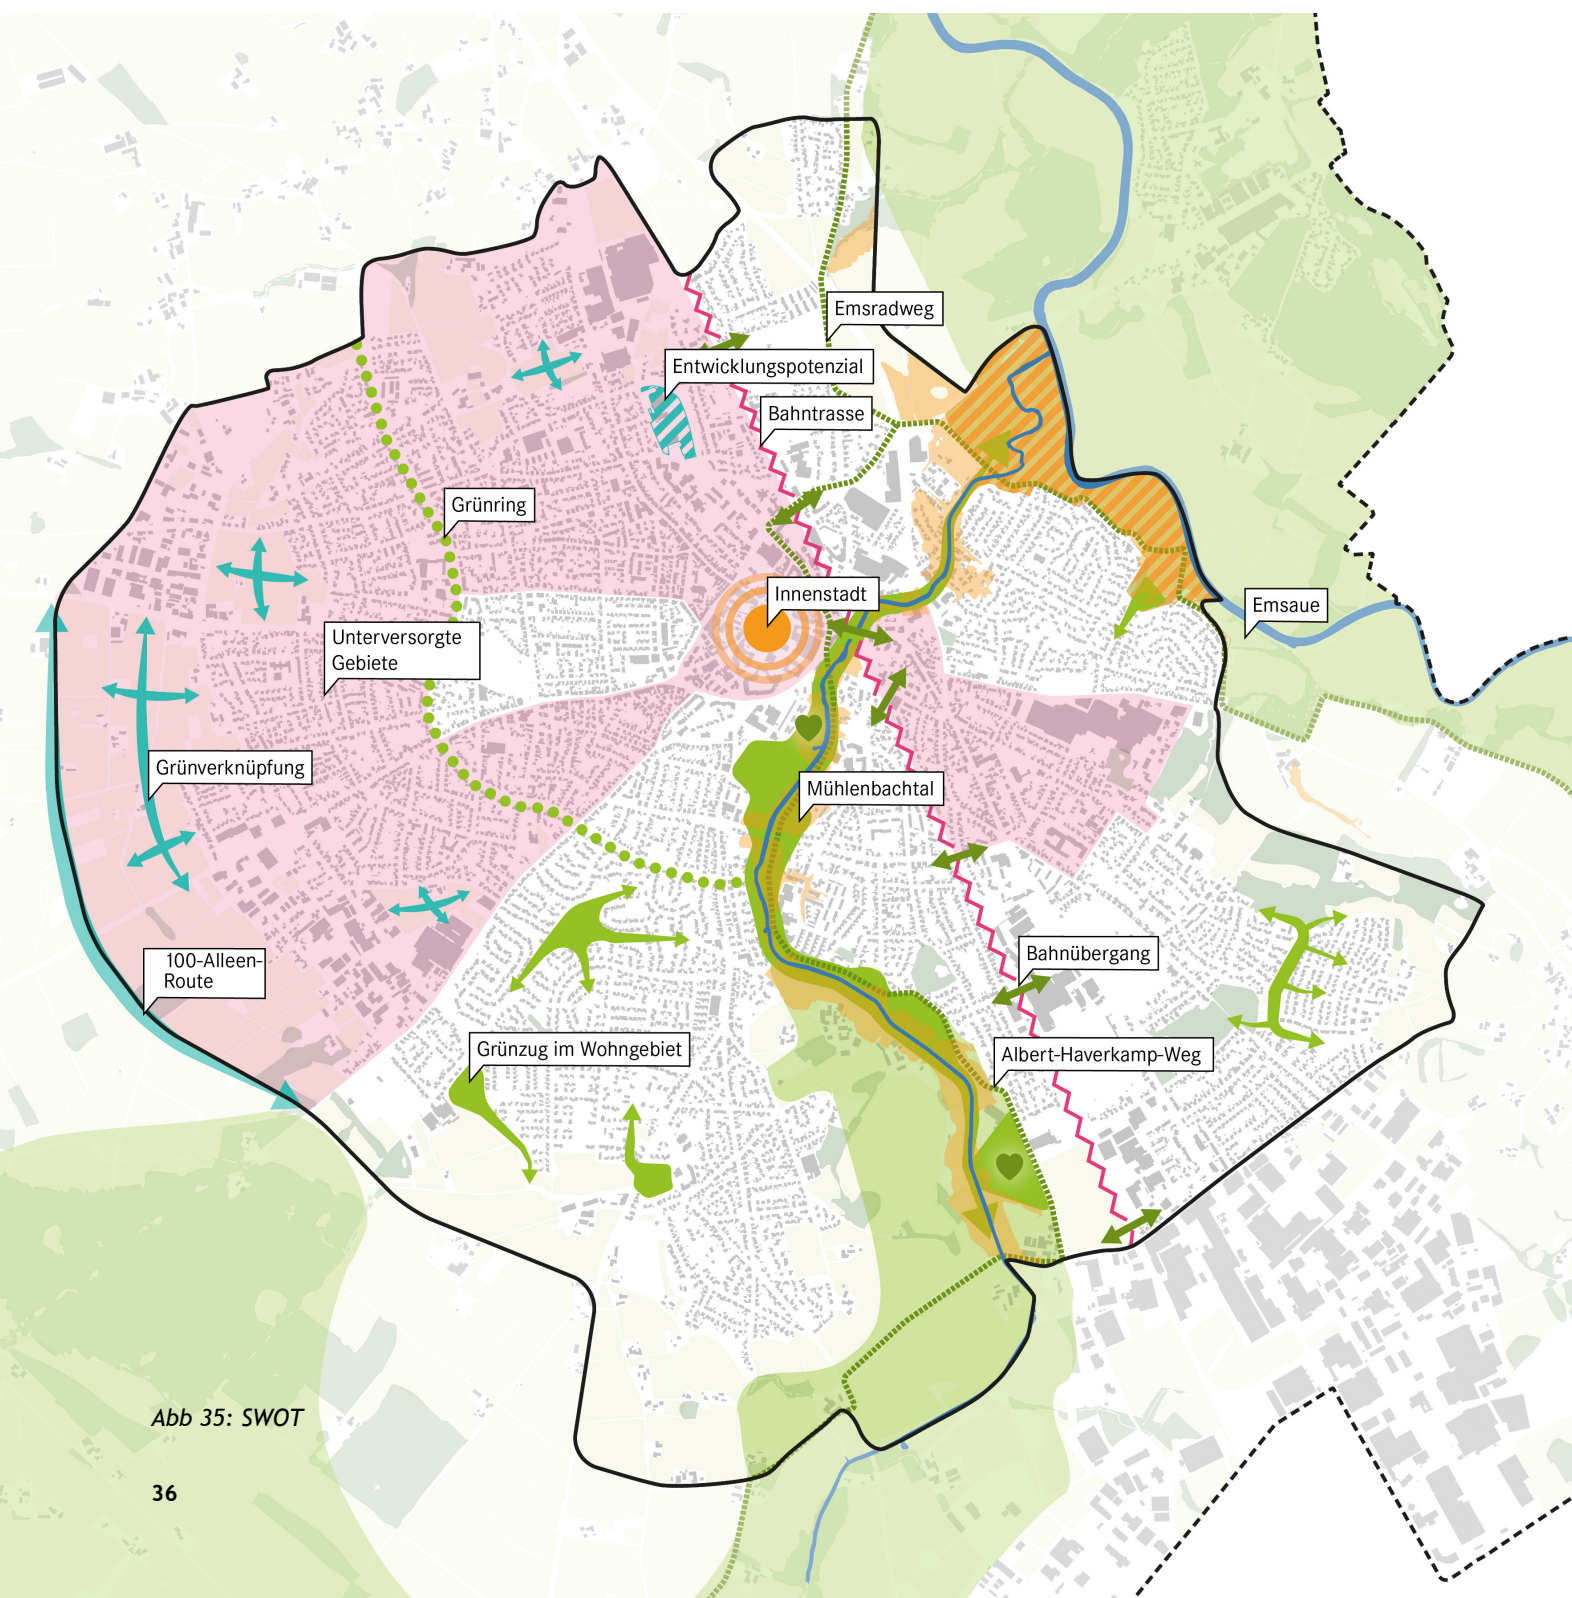 Emsradweg
Entwicklungspotenzial
Bahntrasse
Grünring
Innenstadt
Emsaue
Unterversorgte
Gebiete
Grünverknüpfung
Mühlenbachtal
100-Alleen-
Route
Bahnübergang
Grünzug im Wohngebiet
Albert-Haverkamp-Weg
Abb 35: SWOT
36